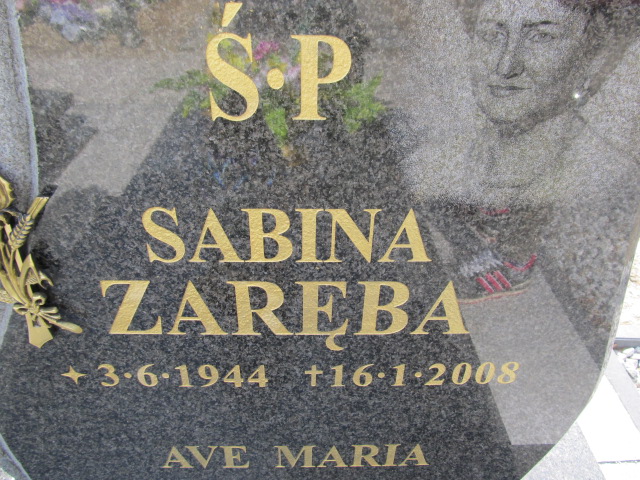 Ś·P
SABINA
ZARĘBA
✦3·6·1944 †16·1·2008
AVE MARIA